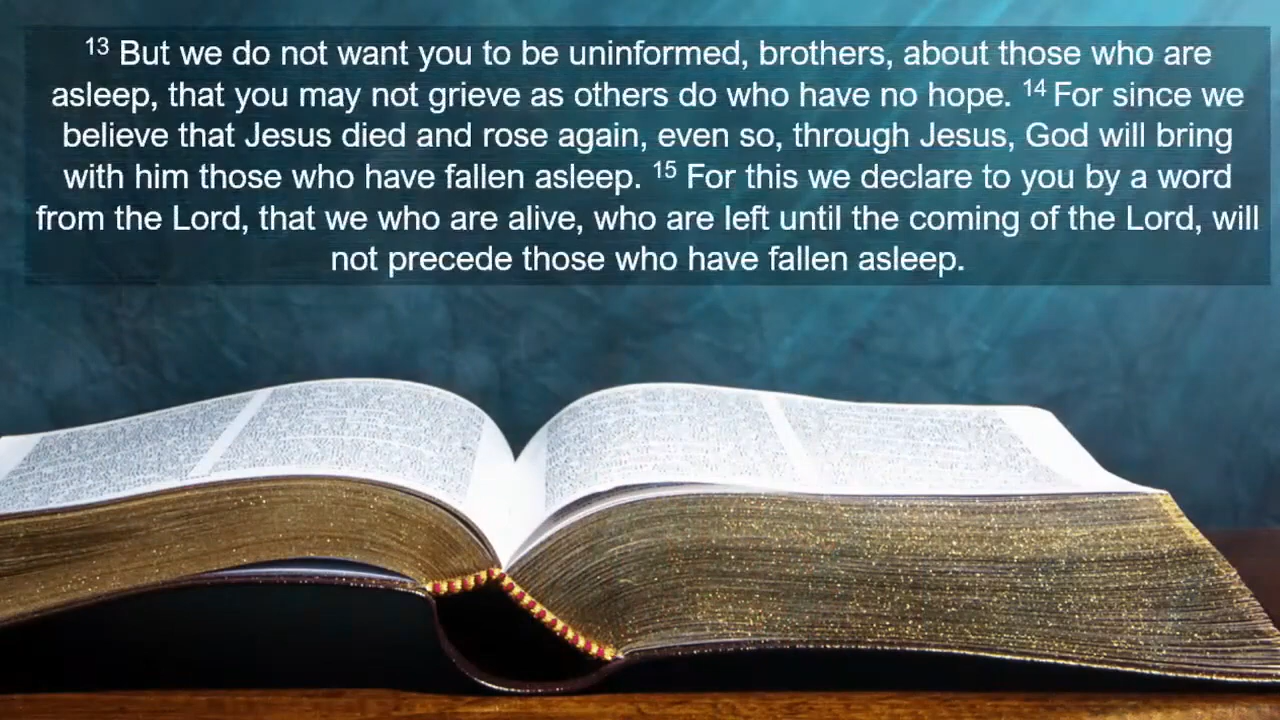 13 But we do not want you to be uninformed, brothers, about those who are
asleep, that you may not grieve as others do who have no hope. 14 For since we
believe that Jesus died and rose again, even so, through Jesus, God will bring
with him those who have fallen asleep. 15 For this we declare to you by a word
from the Lord, that we who are alive, who are left until the coming of the Lord, will
not precede those who have fallen asleep.